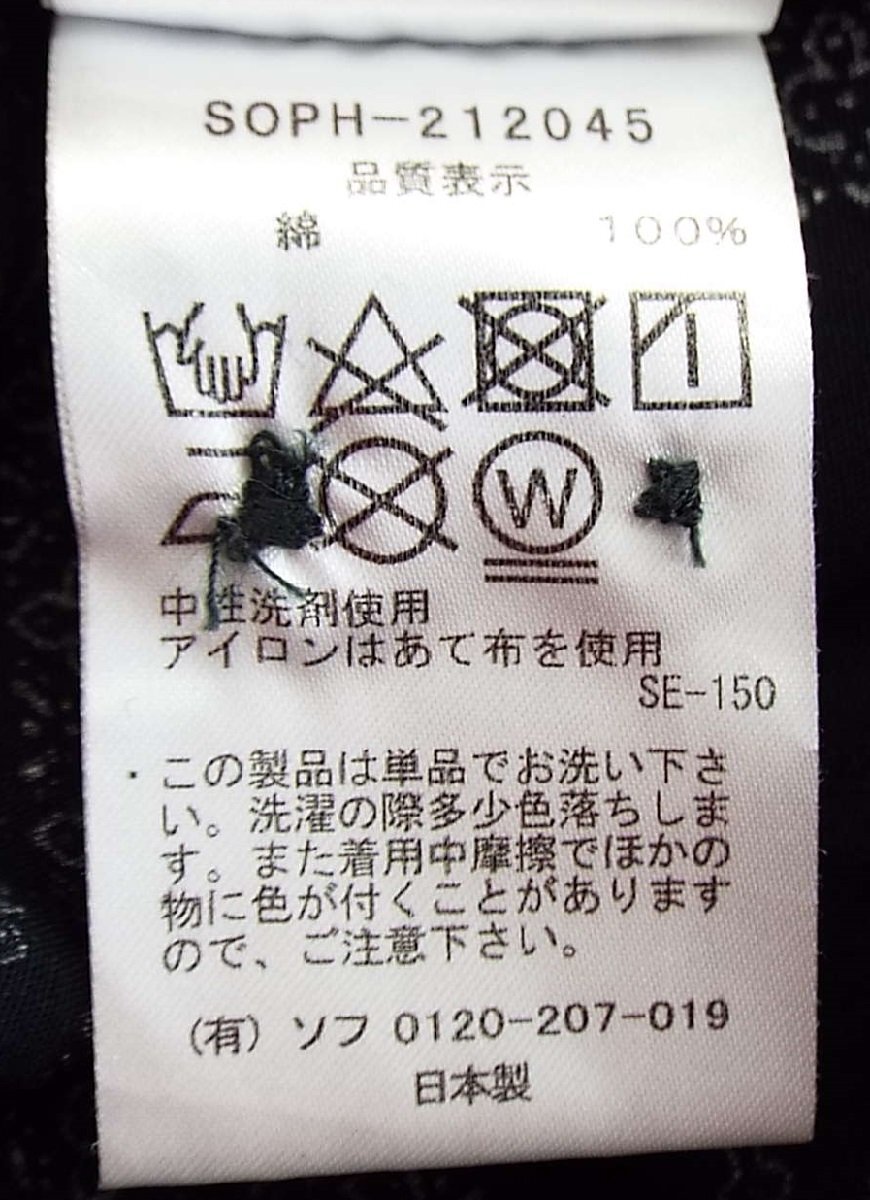 SOPH-212045
品質表示
綿 100%
W
中性洗剤使用
アイロンはあて布を使用
SE-150
・この製品は単品でお洗い下さ
い。洗濯の際多少色落ちしま
す。また着用中摩擦でほかの
物に色が付くことがあります
ので、ご注意下さい。
(有) ソフ 0120-207-019
日本製